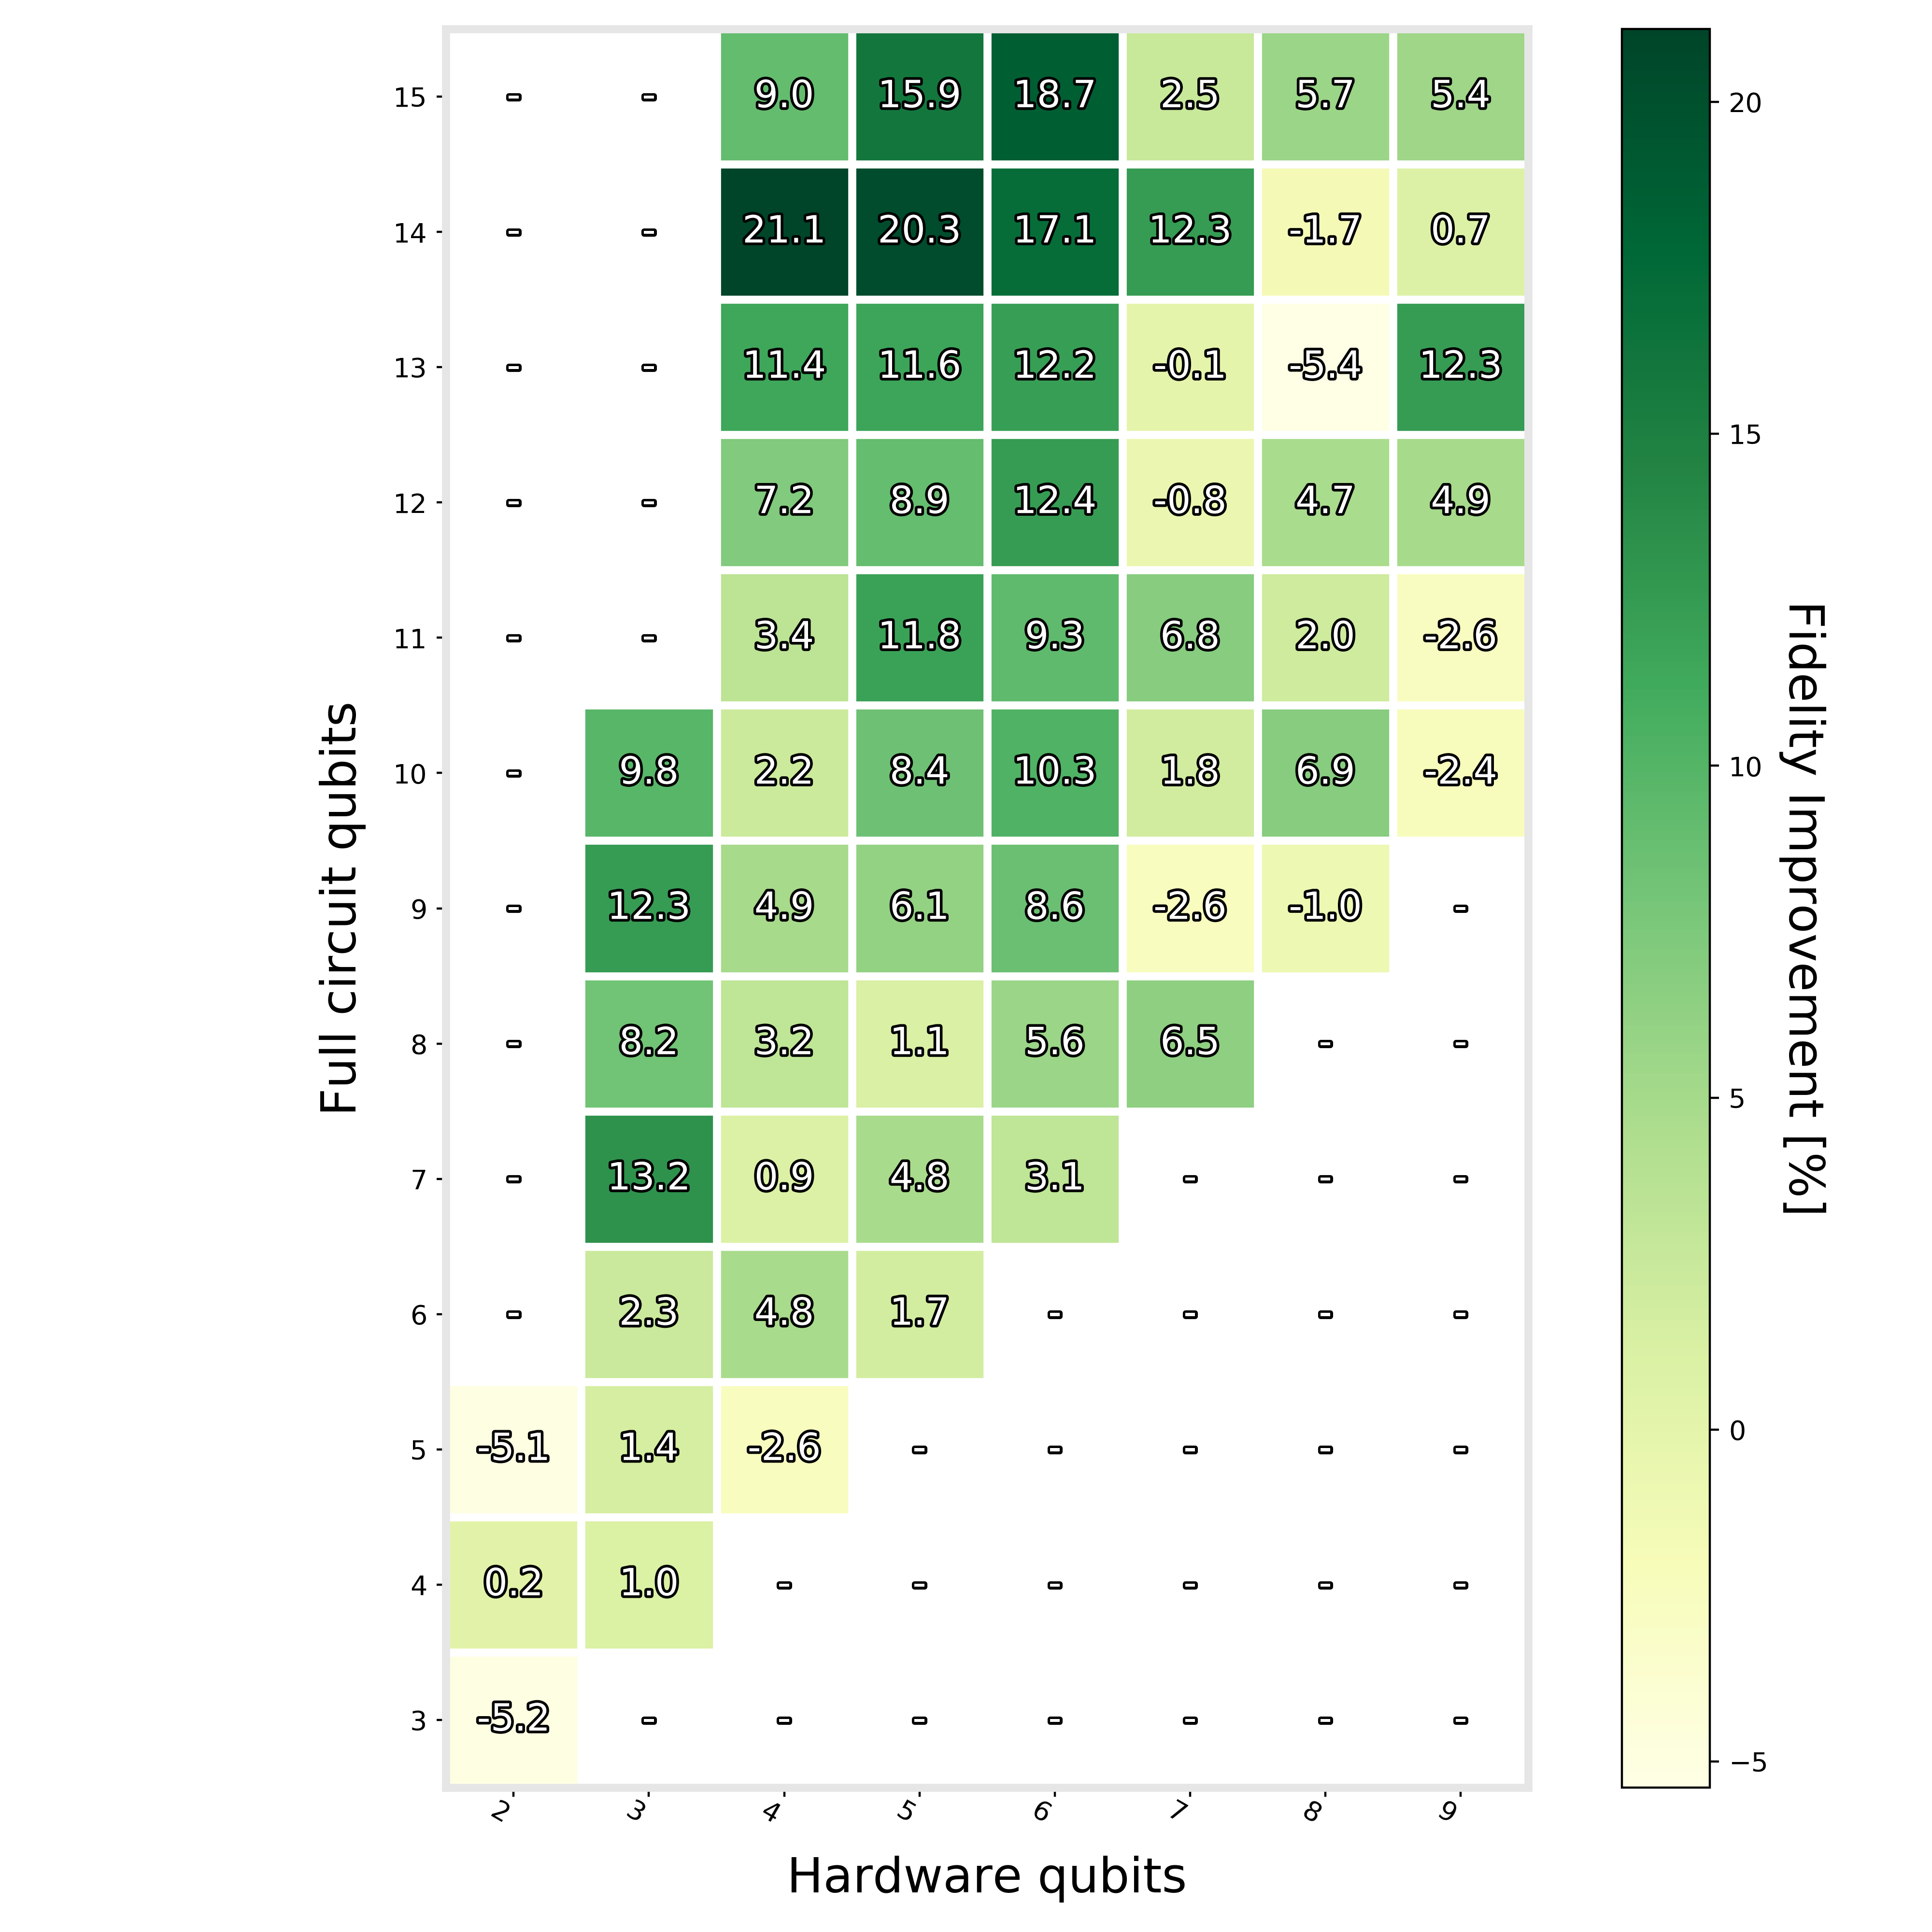 15 - - 9.0 15.9 18.7 2.5 5.7 5.4
14 - - 21.1 20.3 17.1 12.3 -1.7 0.7
13 - - 11.4 11.6 12.2 -0.1 -5.4 12.3
12 - - 7.2 8.9 12.4 -0.8 4.7 4.9
11 - - 3.4 11.8 9.3 6.8 2.0 -2.6
10 - 9.8 2.2 8.4 10.3 1.8 6.9 -2.4
9 - 12.3 4.9 6.1 8.6 -2.6 -1.0 -
8 - 8.2 3.2 1.1 5.6 6.5 - -
7 - 13.2 0.9 4.8 3.1 - - -
6 - 2.3 4.8 1.7 - - - -
5 -5.1 1.4 -2.6 - - - - -
4 0.2 1.0 - - - - - -
3 -5.2 - - - - - - -
2 3 4 5 6 7 8 9
Hardware qubits
Full circuit qubits
20
15
10
5
0
−5
Fidelity Improvement [%]